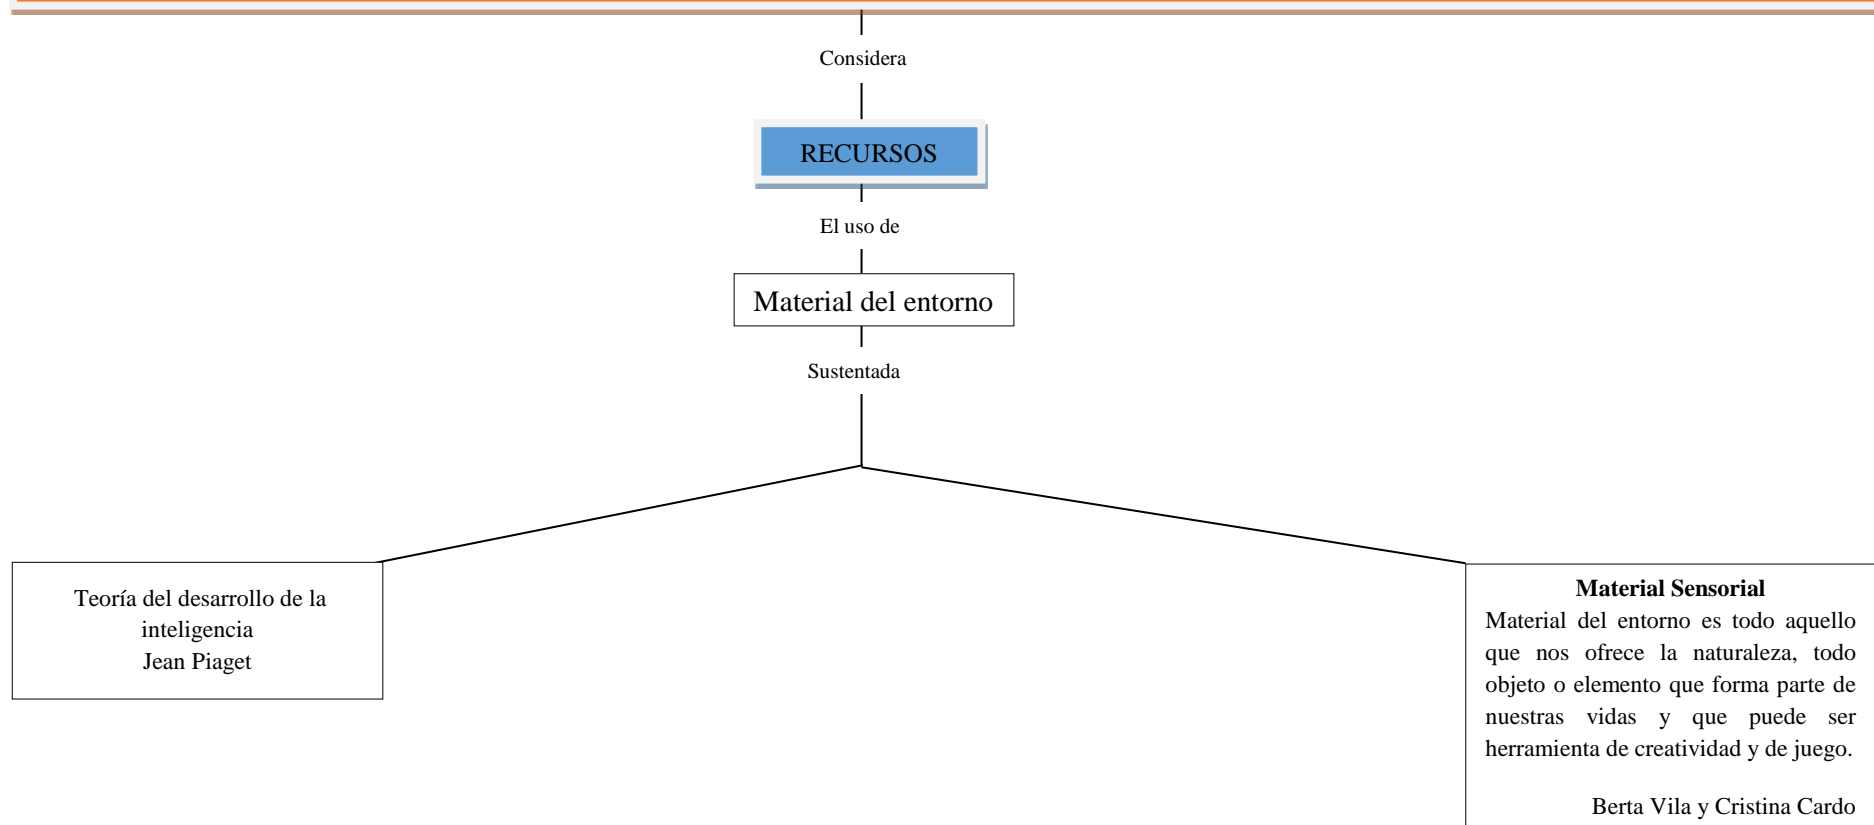 Considera
RECURSOS
El uso de
Material del entorno
Sustentada
Teoría del desarrollo de la
inteligencia
Jean Piaget
Material Sensorial
Material del entorno es todo aquello
que nos ofrece la naturaleza, todo
objeto o elemento que forma parte de
nuestras vidas y que puede ser
herramienta de creatividad y de juego.
Berta Vila y Cristina Cardo